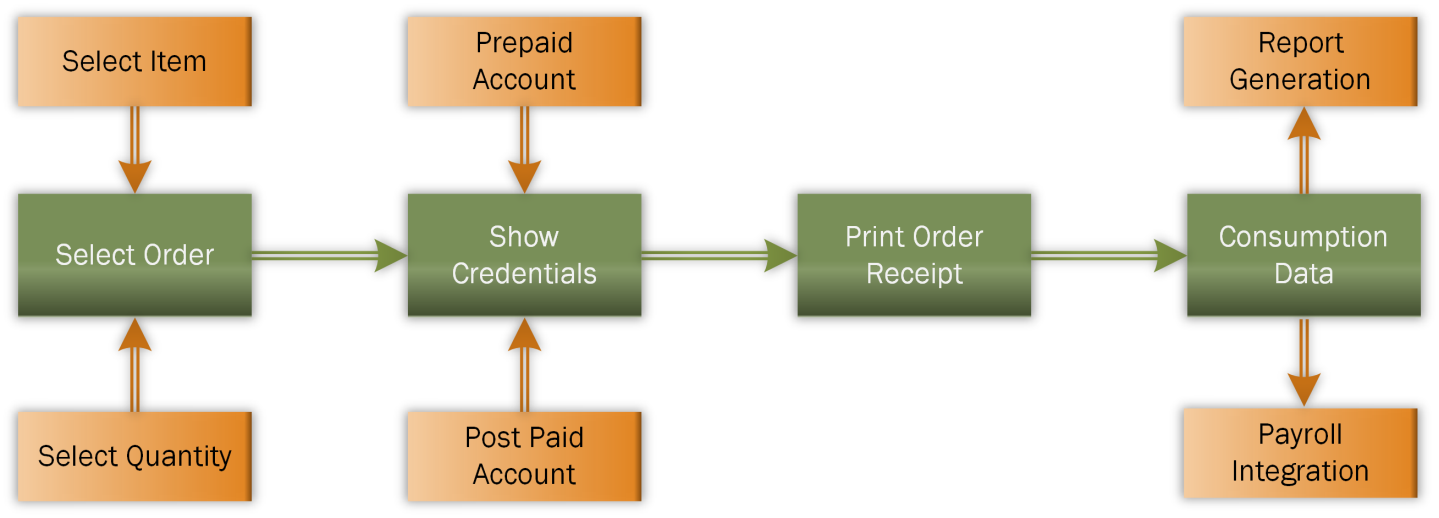 Select Item
Prepaid
Account
Report
Generation
Select Order
Show
Credentials
Print Order
Receipt
Consumption
Data
Select Quantity
Post Paid
Account
Payroll
Integration